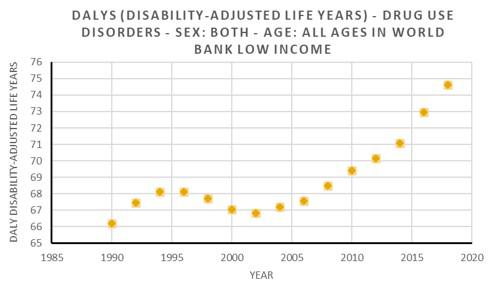 DALYS (DISABILITY-ADJUSTED LIFE YEARS) - DRUG USE
DISORDERS - SEX: BOTH - AGE: ALL AGES IN WORLD
BANK LOW INCOME
DALY DISABILITY-ADJUSTED LIFE YEARS
76
75
74
73
72
71
70
69
68
67
66
65
1985 1990 1995 2000 2005 2010 2015 2020
YEAR